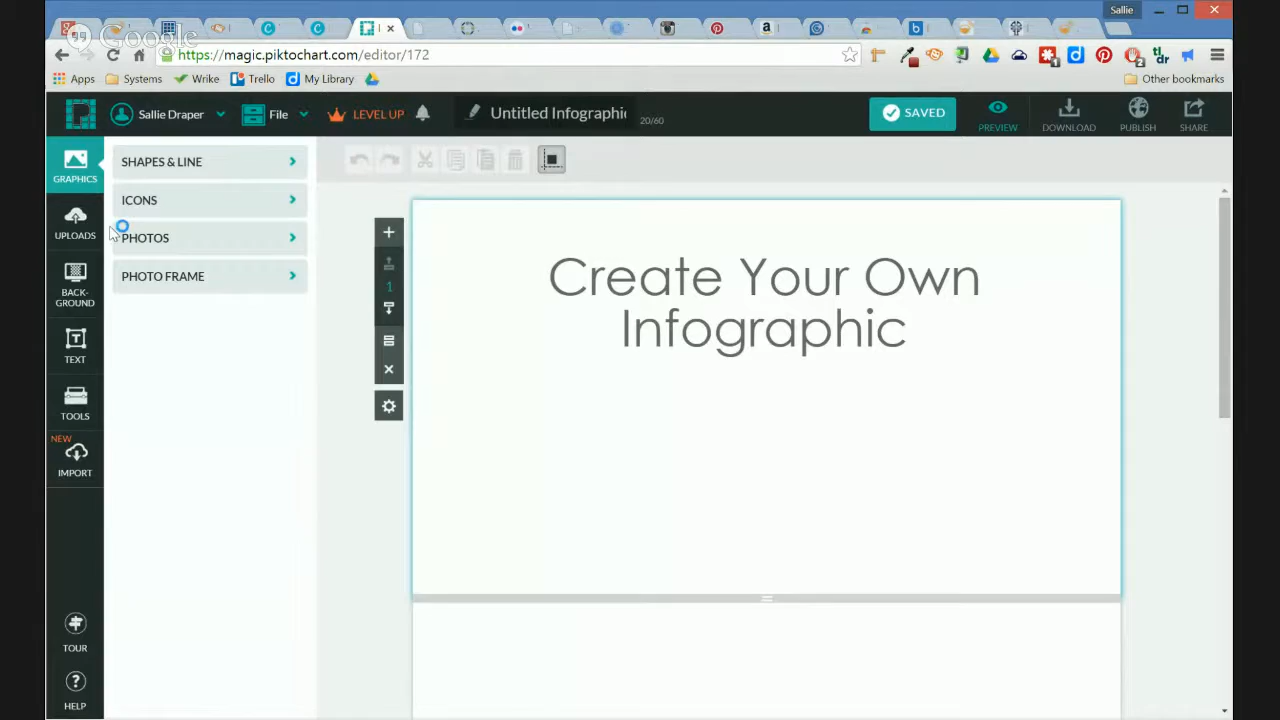 Sallie
Google
https://magic.piktochart.com/editor/172
Apps Systems Wrike Trello My Library Other bookmarks
Sallie Draper File LEVEL UP Untitled Infographic 20/60 SAVED PREVIEW DOWNLOAD PUBLISH SHARE
GRAPHICS
SHAPES & LINE
ICONS
UPLOADS
PHOTOS
PHOTO FRAME
BACK-
GROUND
TEXT
TOOLS
NEW
IMPORT
TOUR
HELP
1
Create Your Own
Infographic